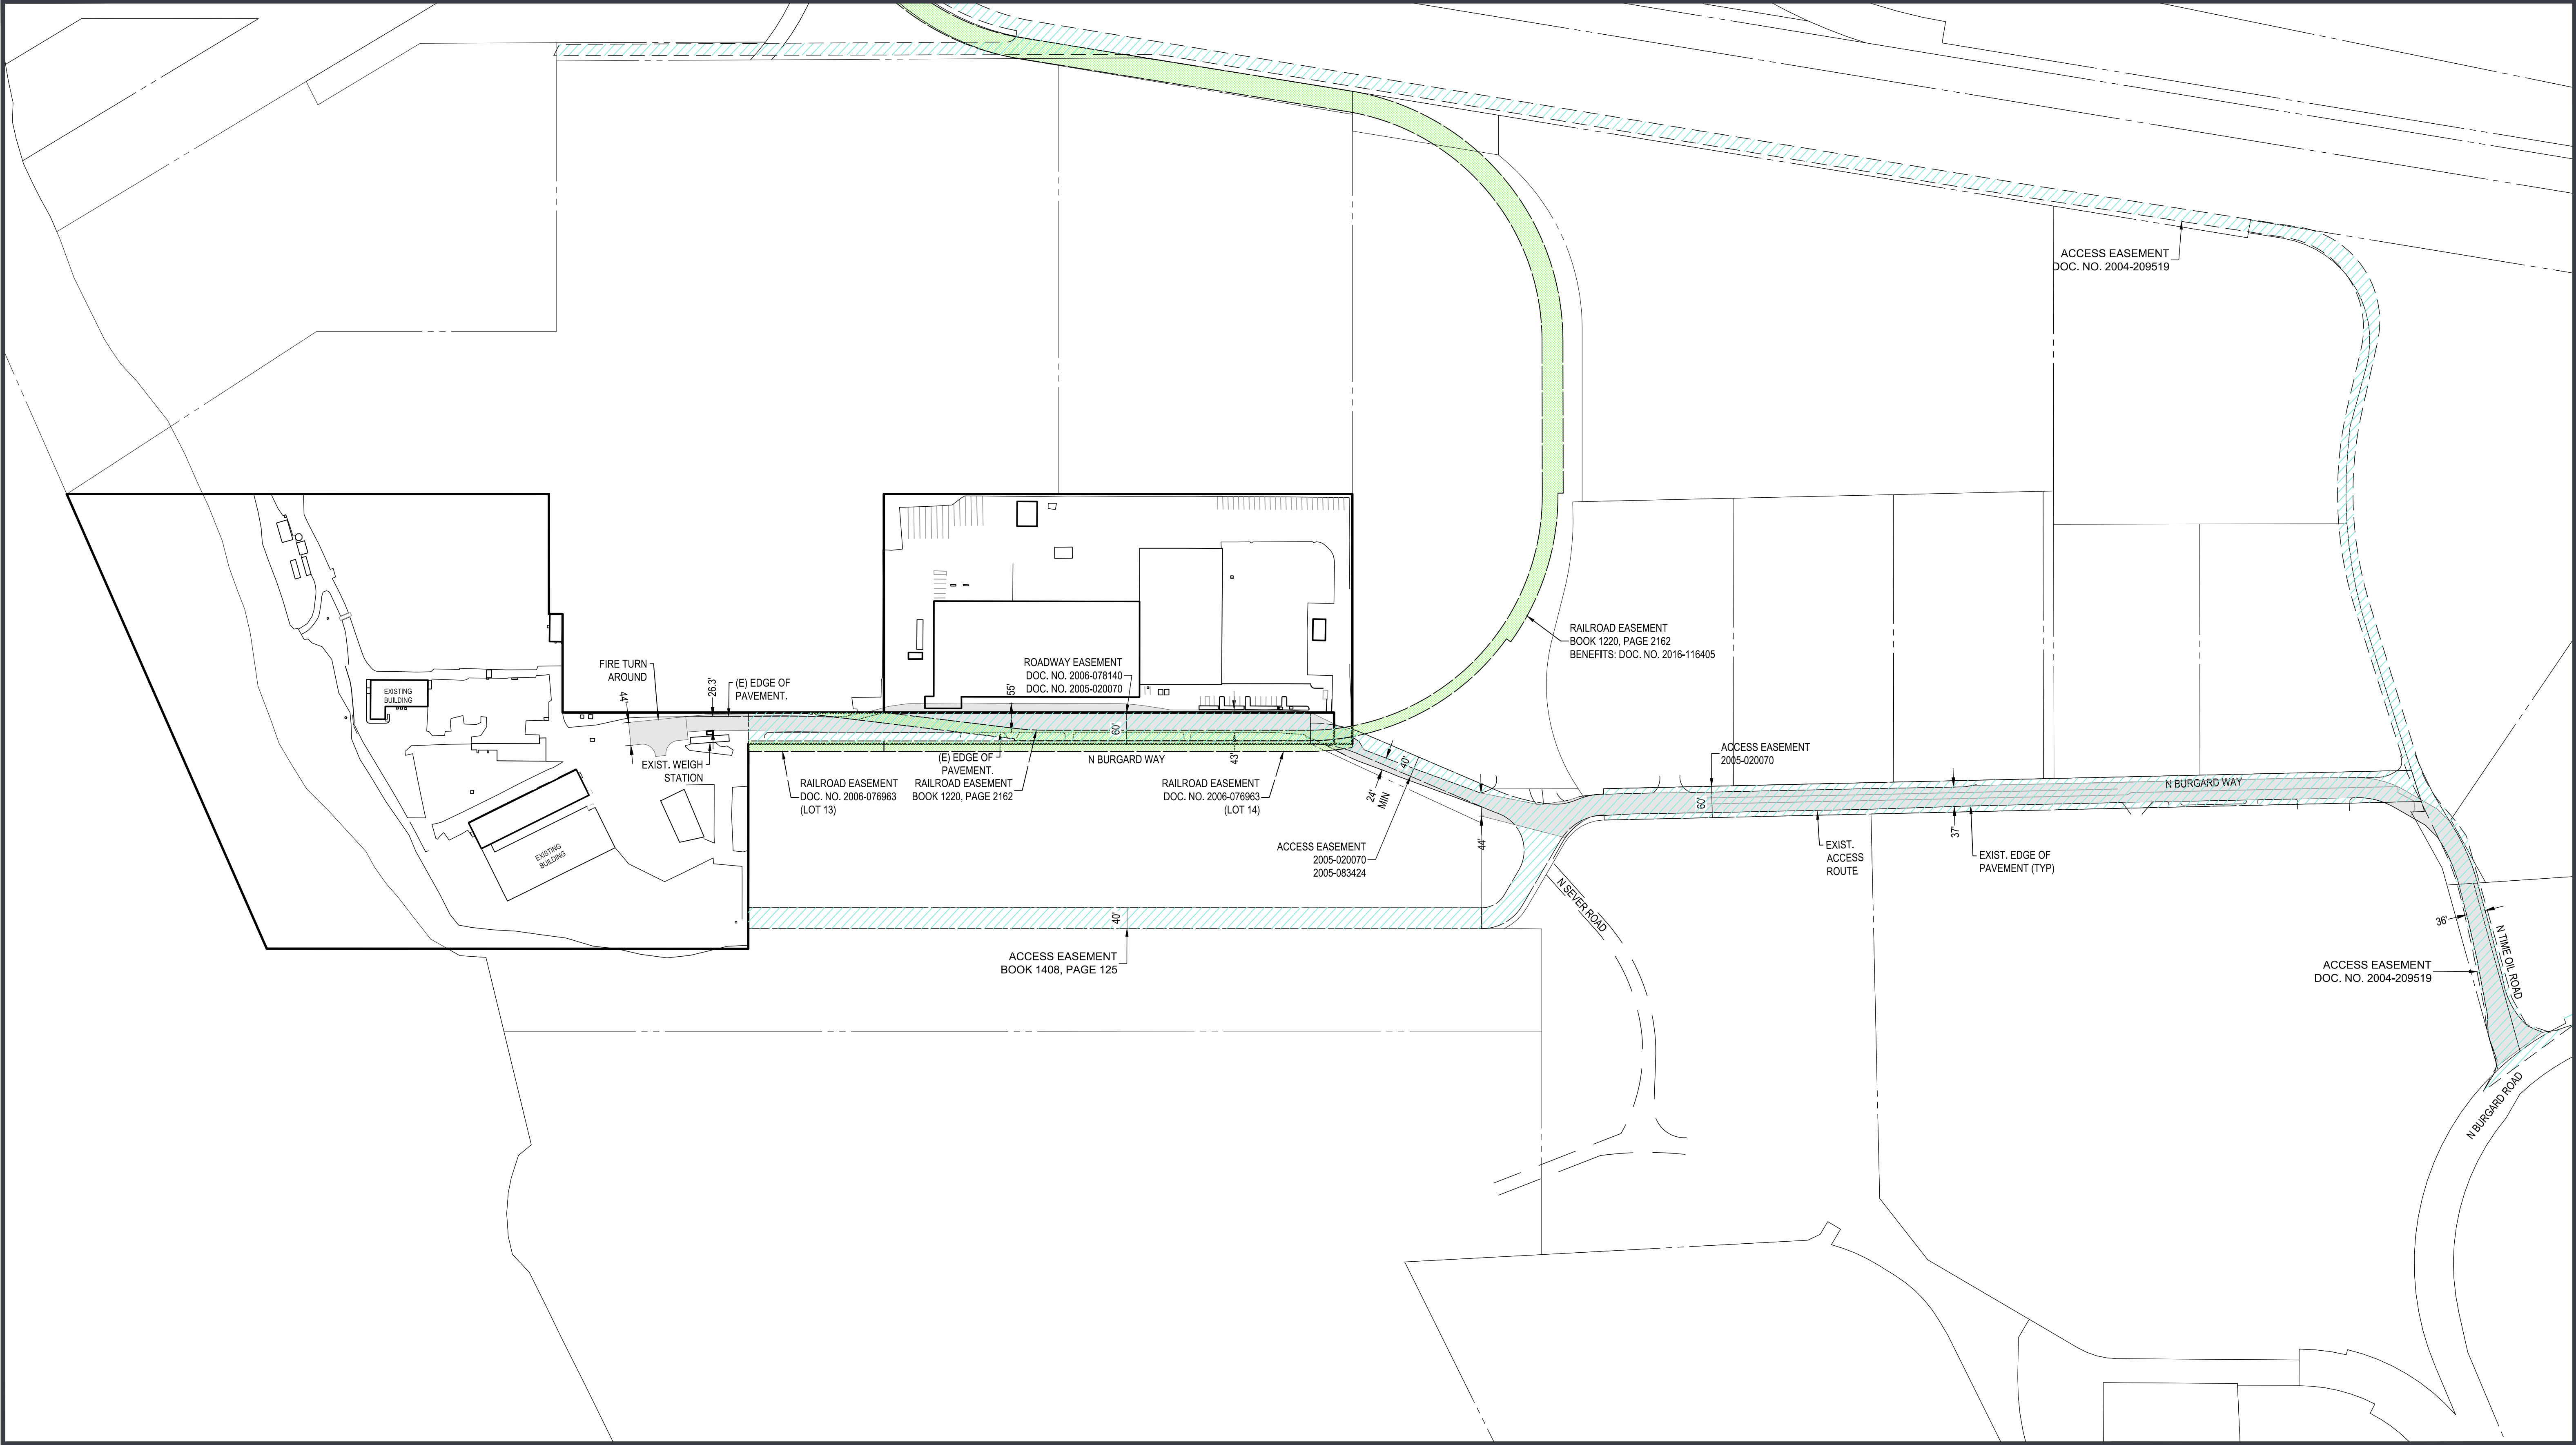 ACCESS EASEMENT
DOC. NO. 2004-209519
RAILROAD EASEMENT
BOOK 1220, PAGE 2162
BENEFITS: DOC. NO. 2016-116405
FIRE TURN
AROUND
44'
26.3'
(E) EDGE OF
PAVEMENT.
ROADWAY EASEMENT
DOC. NO. 2006-078140
DOC. NO. 2005-020070
55'
60'
43'
EXISTING
BUILDING
EXIST. WEIGH
STATION
(E) EDGE OF
PAVEMENT.
RAILROAD EASEMENT
BOOK 1220, PAGE 2162
N BURGARD WAY
RAILROAD EASEMENT
DOC. NO. 2006-076963
(LOT 13)
RAILROAD EASEMENT
DOC. NO. 2006-076963
(LOT 14)
40'
24'
MIN
44'
ACCESS EASEMENT
2005-020070
2005-083424
ACCESS EASEMENT
2005-020070
60'
N BURGARD WAY
37'
EXIST.
ACCESS
ROUTE
EXIST. EDGE OF
PAVEMENT (TYP)
EXISTING
BUILDING
N SEVER ROAD
40'
ACCESS EASEMENT
BOOK 1408, PAGE 125
36'
N TIME OIL ROAD
ACCESS EASEMENT
DOC. NO. 2004-209519
N BURGARD ROAD